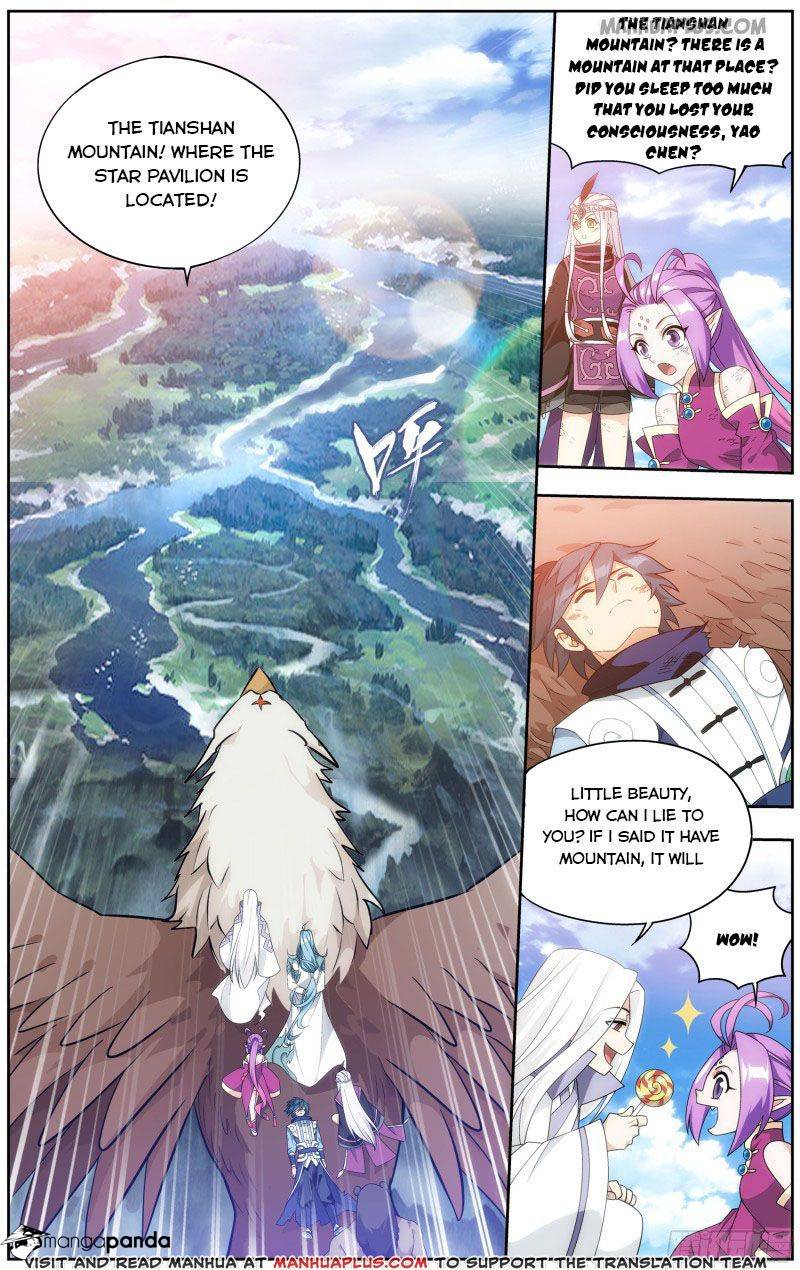 THE TIANSHAN
MOUNTAIN! WHERE THE
STAR PAVILION IS
LOCATED!
MANHUAPLUS.COM
THE TIANSHAN
MOUNTAIN? THERE IS A
MOUNTAIN AT THAT PLACE?
DID YOU SLEEP TOO MUCH
THAT YOU LOST YOUR
CONSCIOUSNESS, YAO
CHEN?
LITTLE BEAUTY,
HOW CAN I LIE TO
YOU? IF I SAID IT HAVE
MOUNTAIN, IT WILL
WOW!
mangapanda
VISIT AND READ MANHUA AT MANHUAPLUS.COM TO SUPPORT THE TRANSLATION TEAM